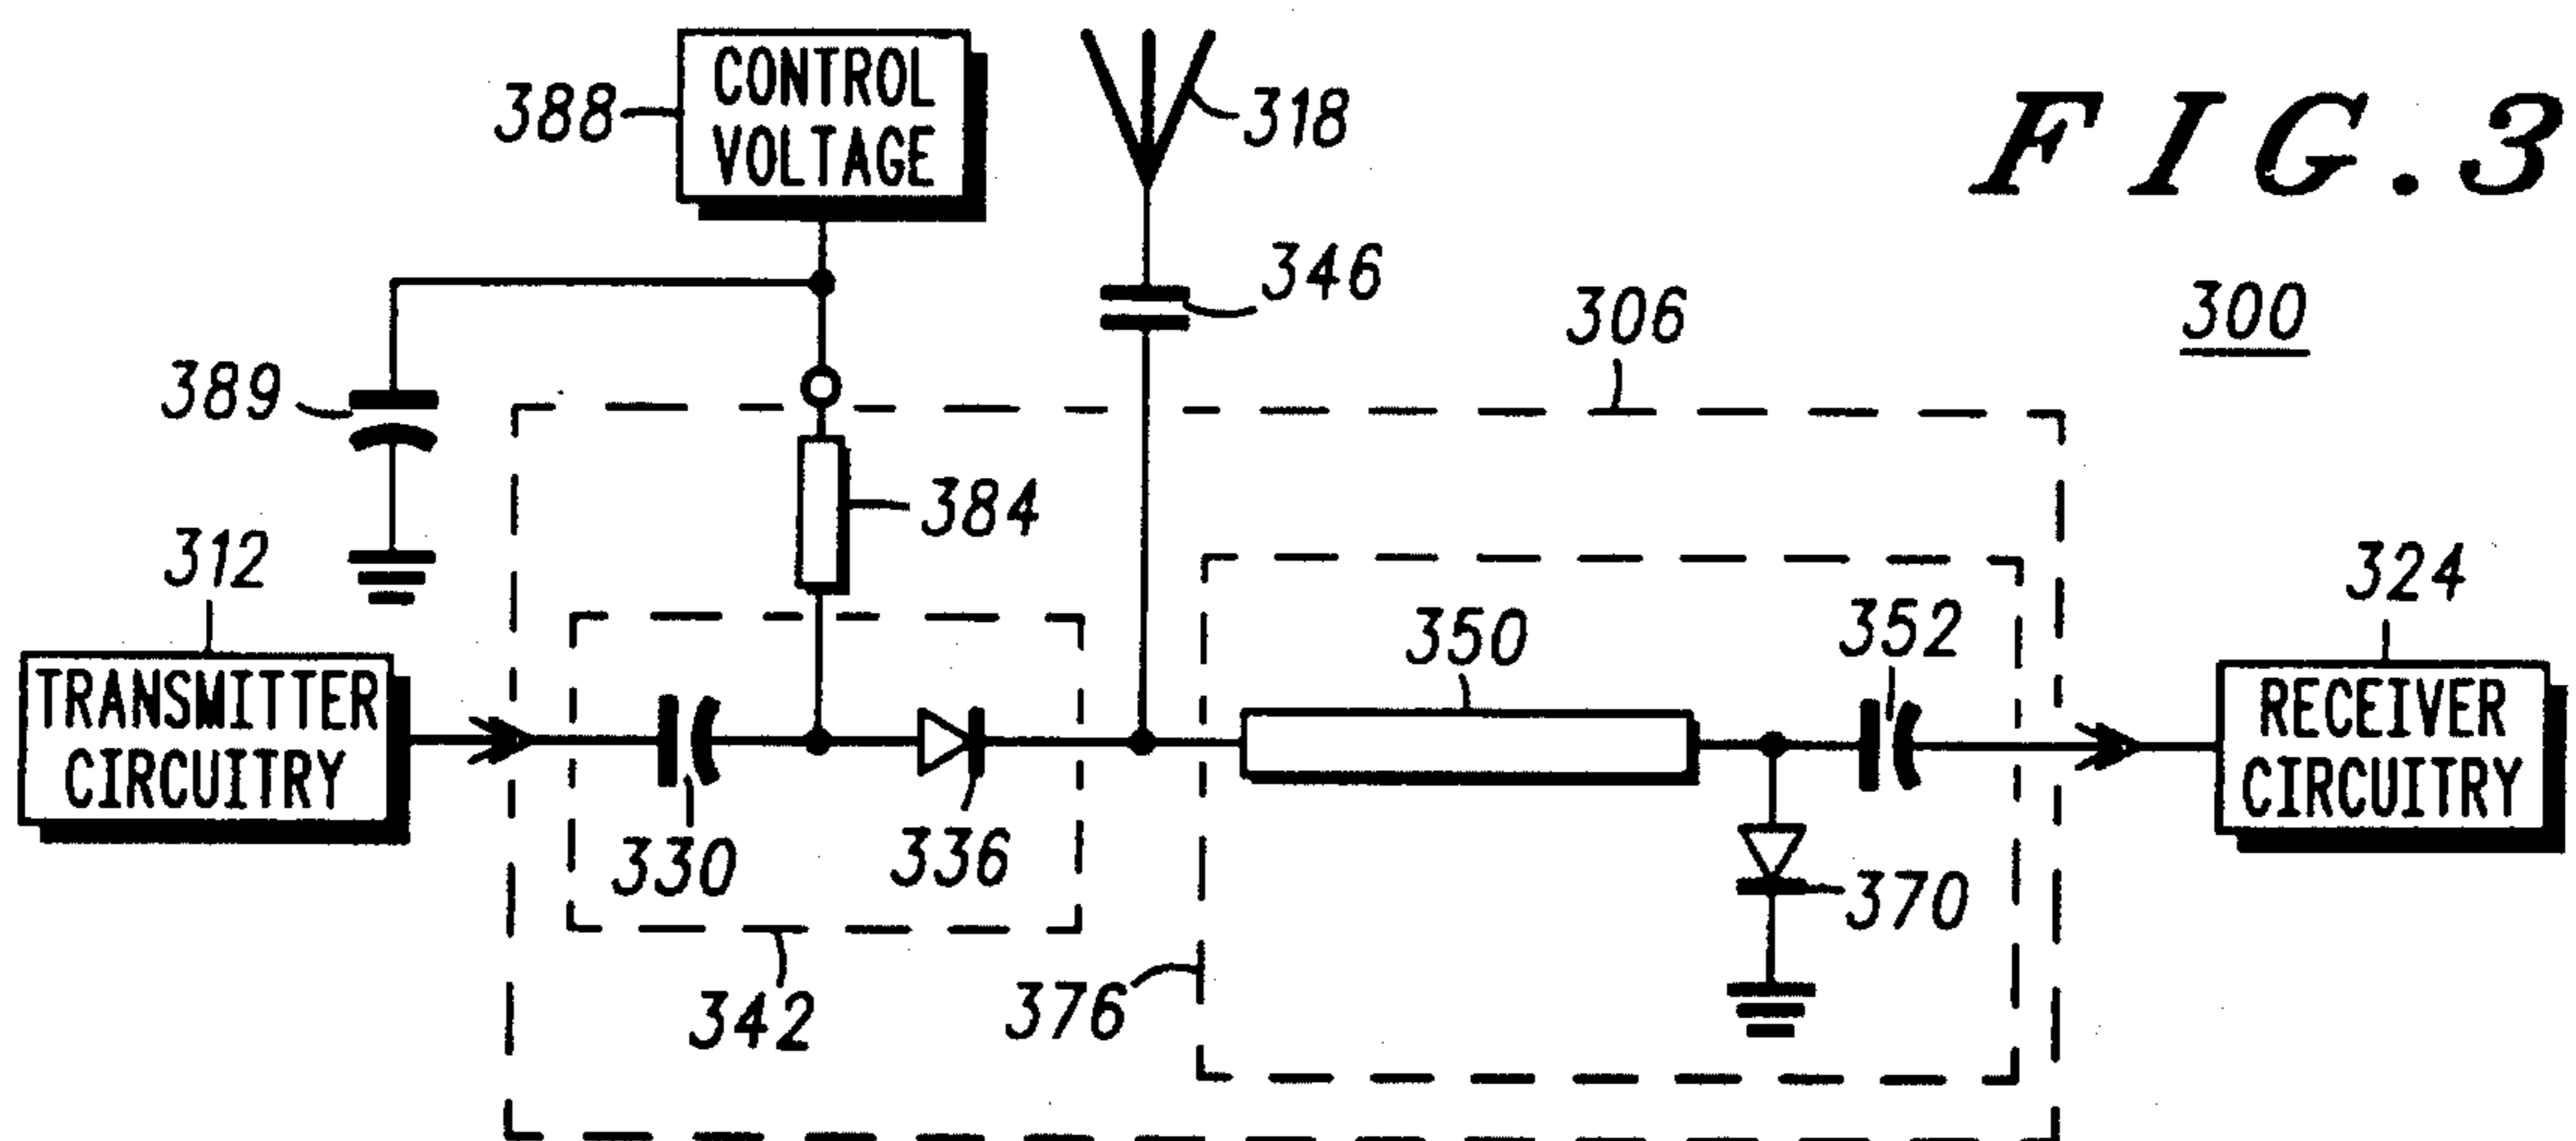 FIG.3
300
388
CONTROL
VOLTAGE
318
346
306
389
384
312
TRANSMITTER
CIRCUITRY
330
336
342
350
352
370
376
324
RECEIVER
CIRCUITRY